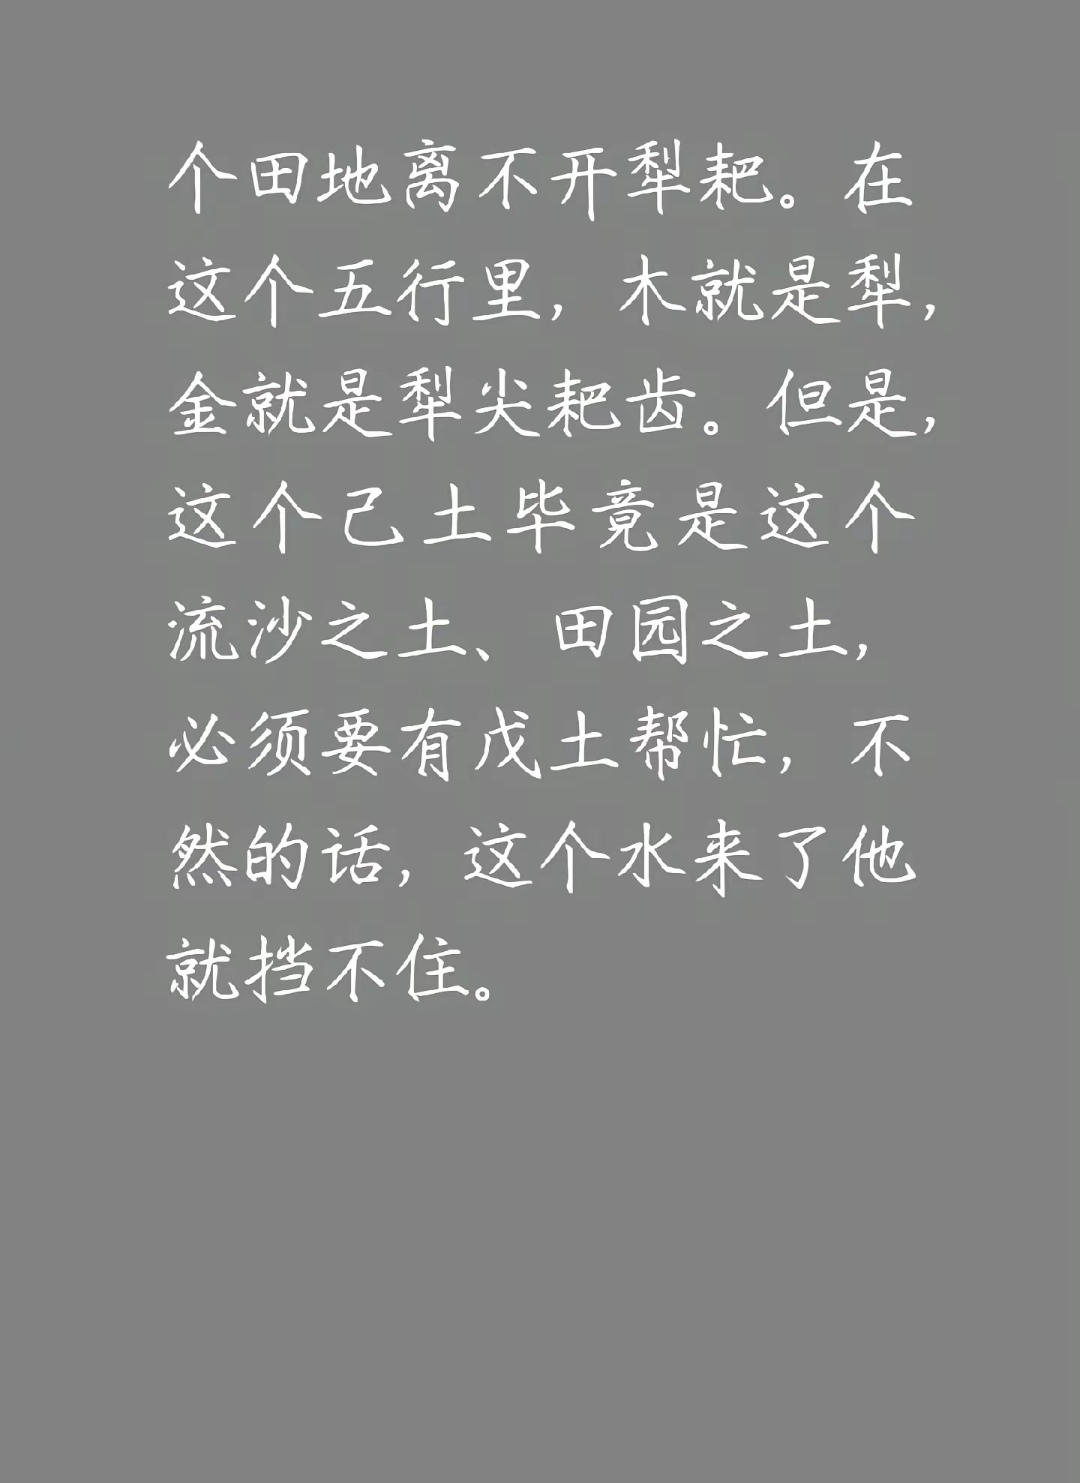 个田地离不开犁耙。在
这个五行里，木就是犁，
金就是犁尖耙齿。但是，
这个己土毕竟是这个
流沙之土、田园之土，
必须要有戊土帮忙，不
然的话，这个水来了他
就挡不住。